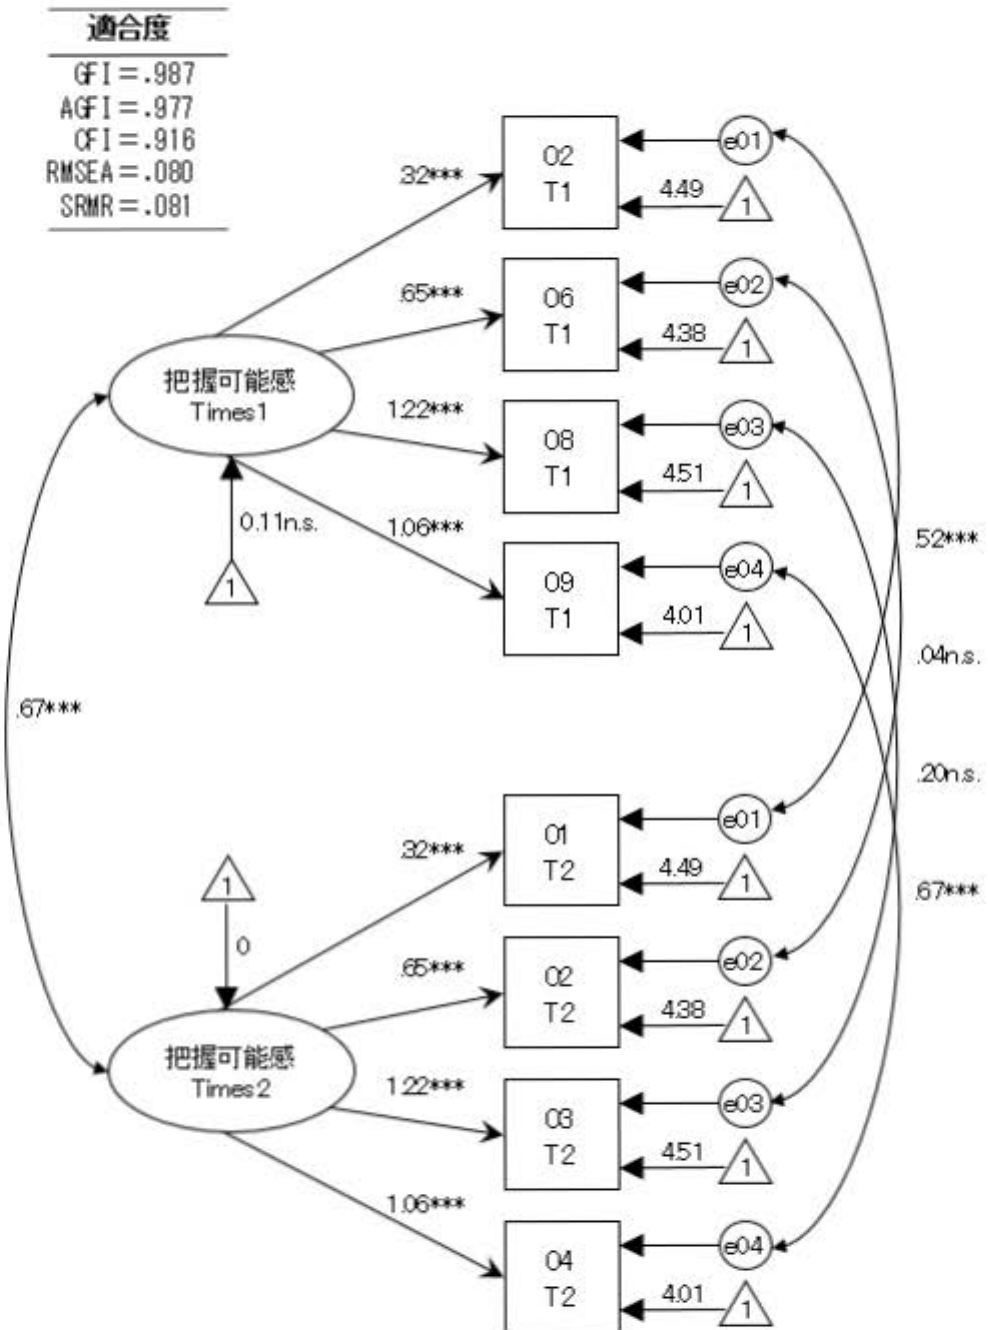 適合度
GFI＝.987
AGFI＝.977
CFI＝.916
RMSEA＝.080
SRMR＝.081
.32***
02
T1
e01
4.49
1
.65***
06
T1
e02
4.38
1
把握可能感
Times1
1.22***
08
T1
e03
4.51
1
0.11n.s.
1
1.06***
09
T1
e04
4.01
1
.52***
.04n.s.
.67***
.20n.s.
.67***
.32***
01
T2
e01
4.49
1
1
0
.65***
02
T2
e02
4.38
1
把握可能感
Times2
1.22***
03
T2
e03
4.51
1
1.06***
04
T2
e04
4.01
1